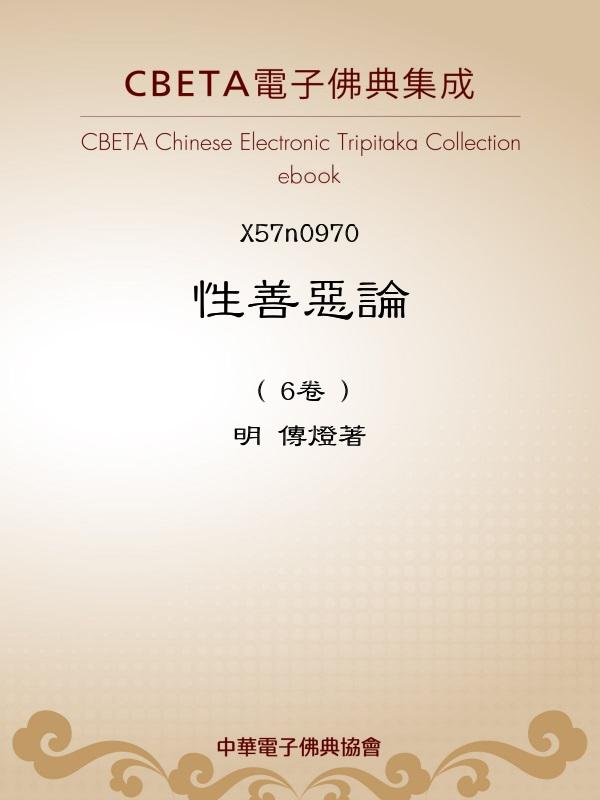 CBETA電子佛典集成
CBETA Chinese Electronic Tripitaka Collection
ebook
X57n0970
性善惡論
（ 6卷 ）
明 傳燈著
中華電子佛典協會